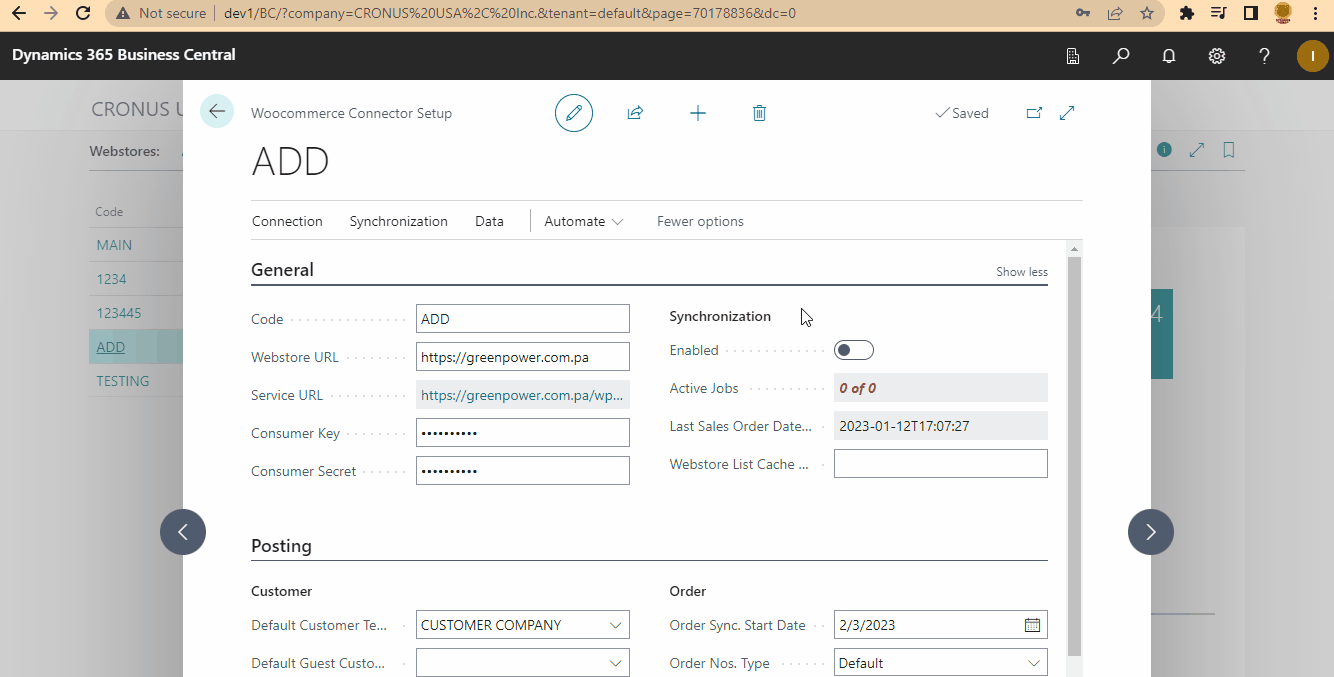 Not secure | dev1/BC/?company=CRONUS%20USA%2C%20Inc.&tenant=default&page=70178836&dc=0
Dynamics 365 Business Central
I
CRONUS U
Webstores:
Code
MAIN
1234
123445
ADD
TESTING
4
Woocommerce Connector Setup
Saved
ADD
Connection Synchronization Data Automate Fewer options
General
Show less
Code ADD
Webstore URL https://greenpower.com.pa
Service URL https://greenpower.com.pa/wp...
Consumer Key ••••••••••
Consumer Secret ••••••••••
Synchronization
Enabled
Active Jobs 0 of 0
Last Sales Order Date... 2023-01-12T17:07:27
Webstore List Cache ...
Posting
Customer
Default Customer Te... CUSTOMER COMPANY
Default Guest Custo...
Order
Order Sync. Start Date 2/3/2023
Order Nos. Type Default